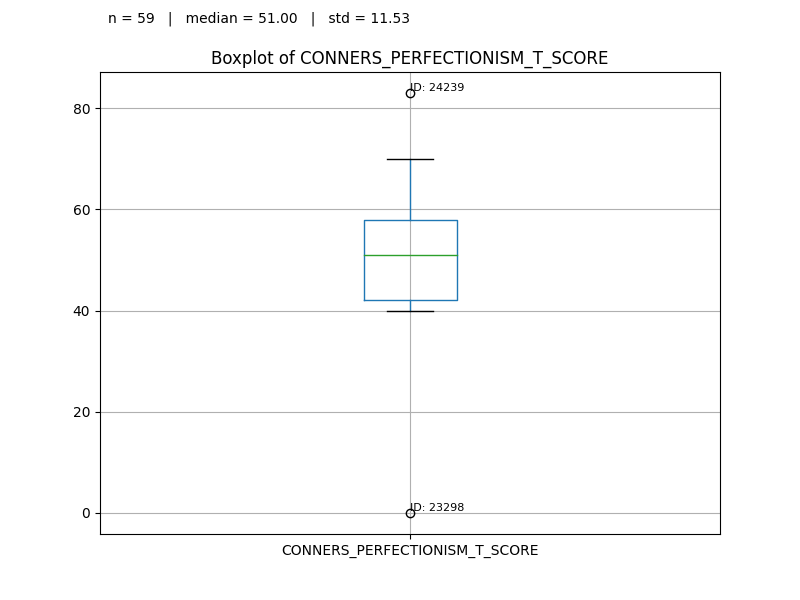 n = 59   |   median = 51.00   |   std = 11.53
Boxplot of CONNERS_PERFECTIONISM_T_SCORE
ID: 24239
80
60
40
20
ID: 23298
0
CONNERS_PERFECTIONISM_T_SCORE